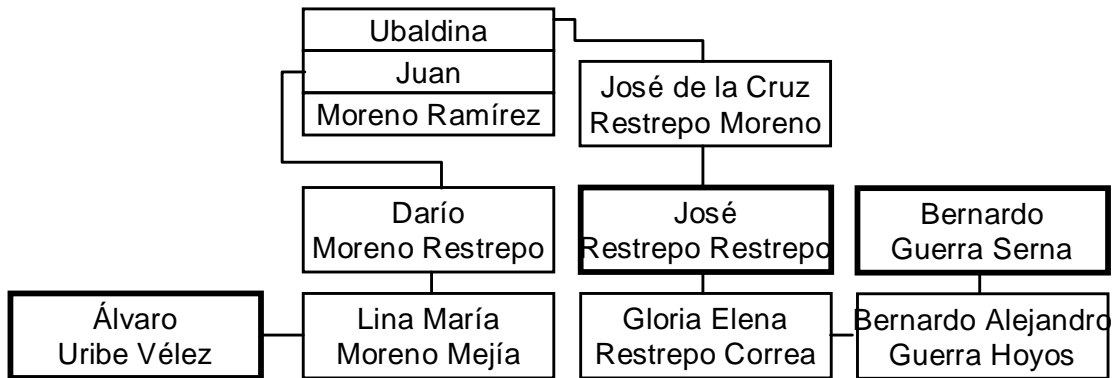 Ubaldina
Juan
Moreno Ramírez
José de la Cruz
Restrepo Moreno
Darío
Moreno Restrepo
José
Restrepo Restrepo
Bernardo
Guerra Serna
Álvaro
Uribe Vélez
Lina María
Moreno Mejía
Gloria Elena
Restrepo Correa
Bernardo Alejandro
Guerra Hoyos